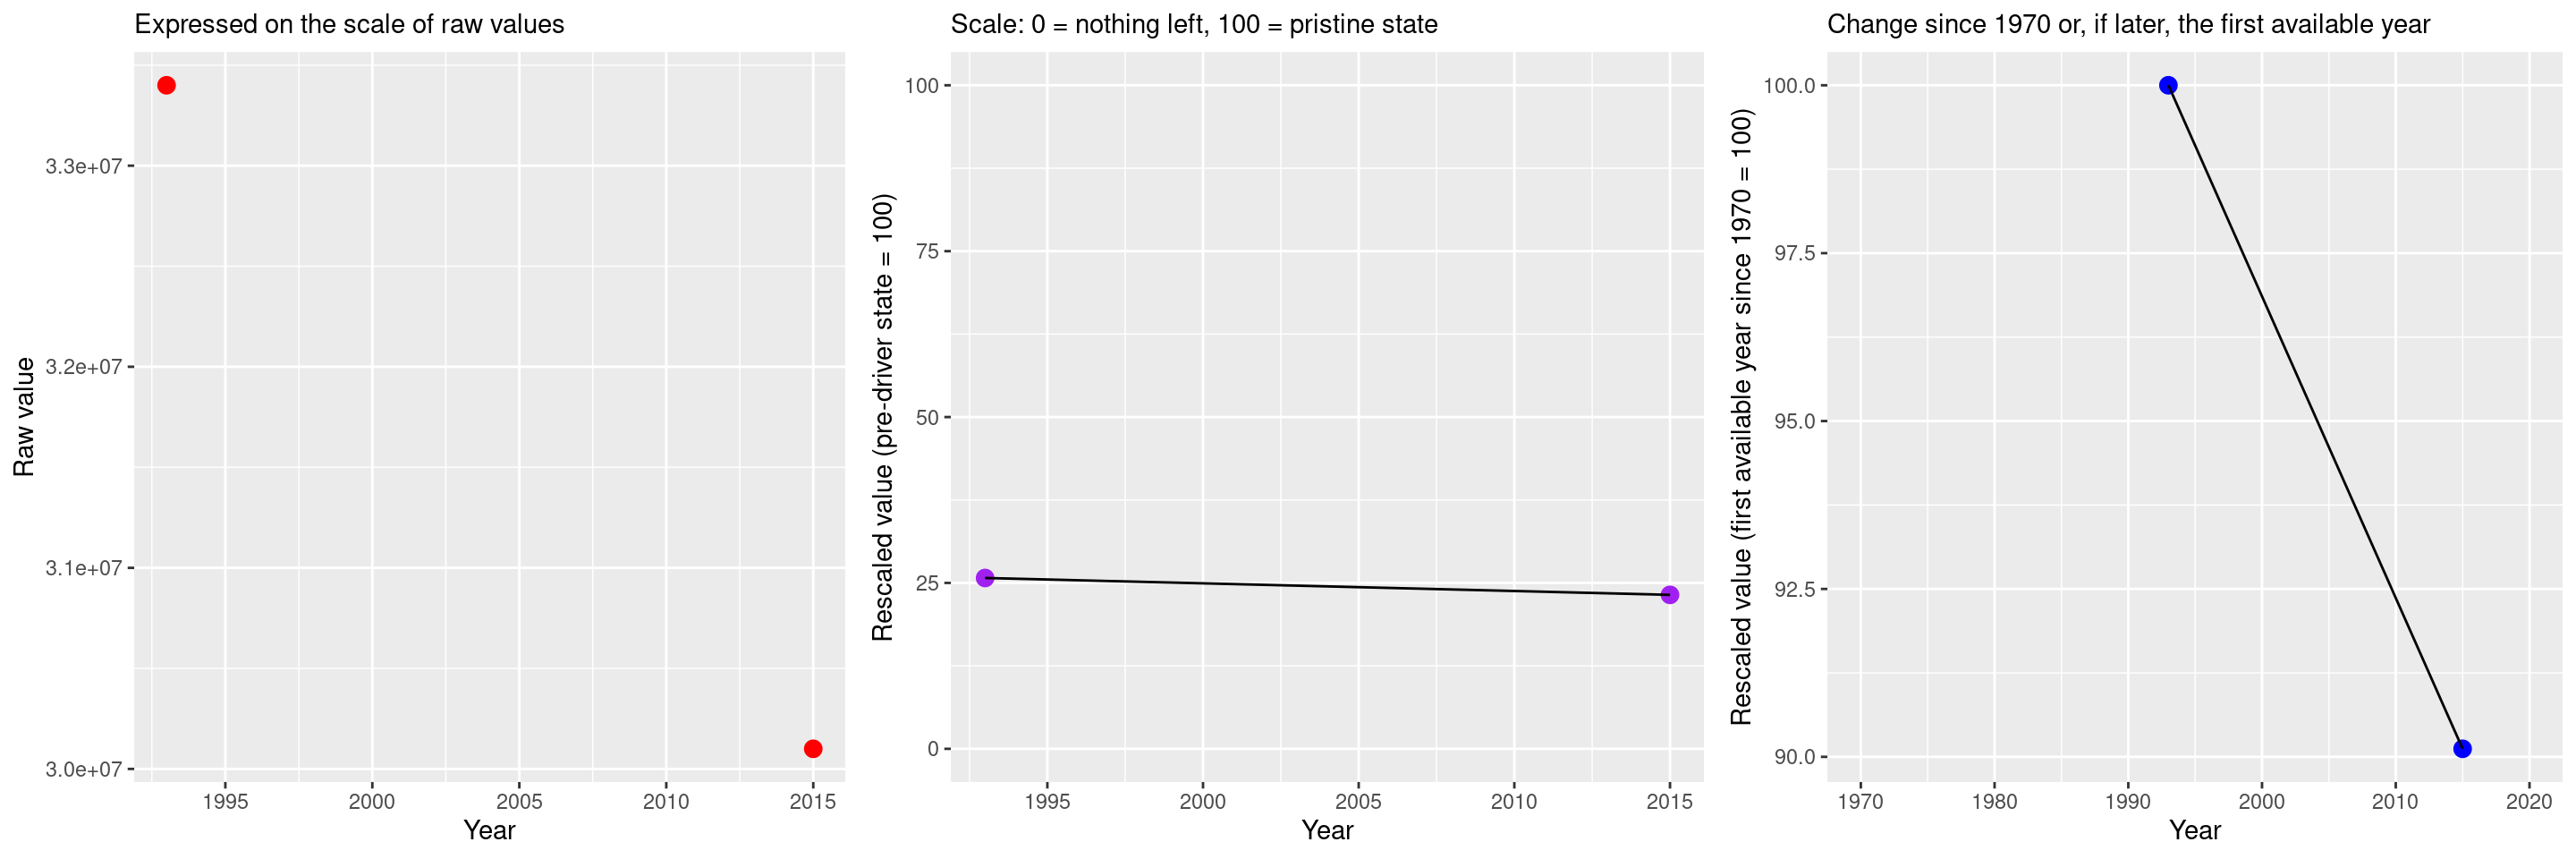 Expressed on the scale of raw values
Raw value
3.3e+07
3.2e+07
3.1e+07
3.0e+07
1995 2000 2005 2010 2015
Year
Scale: 0 = nothing left, 100 = pristine state
Rescaled value (pre-driver state = 100)
100
75
50
25
0
1995 2000 2005 2010 2015
Year
Change since 1970 or, if later, the first available year
Rescaled value (first available year since 1970 = 100)
100.0
97.5
95.0
92.5
90.0
1970 1980 1990 2000 2010 2020
Year